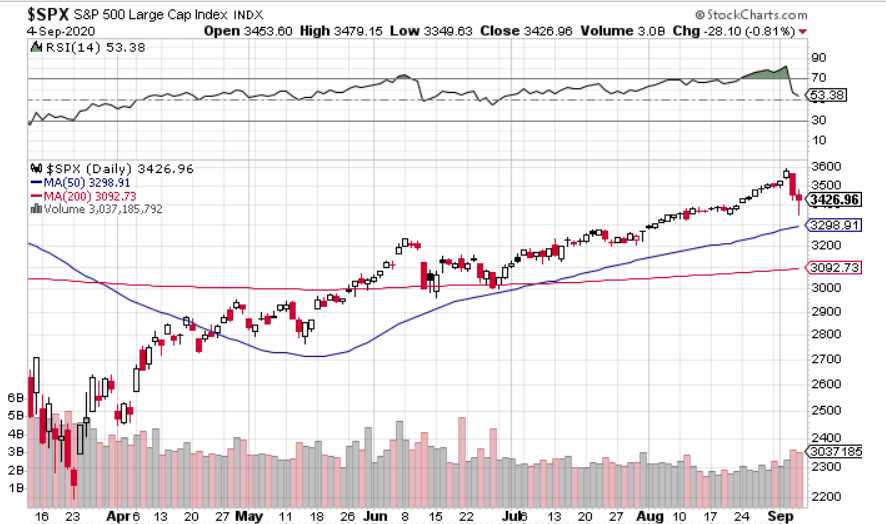 $SPX S&P 500 Large Cap Index INDX
© StockCharts.com
4-Sep-2020
Open 3453.60 High 3479.15 Low 3349.63 Close 3426.96 Volume 3.0B Chg -28.10 (-0.81%)
RSI(14) 53.38
90
70
53.38
30
10
$SPX (Daily) 3426.96
MA(50) 3298.91
MA(200) 3092.73
Volume 3,037,185,792
3600
3500
3426.96
3298.91
3200
3092.73
3000
2900
2800
2700
2600
2500
2400
3037185
2300
2200
6B
5B
4B
3B
2B
1B
16 23 Apr 6 13 20 27 May 11 18 26 Jun 8 15 22 Jul 6 13 20 27 Aug 10 17 24 Sep